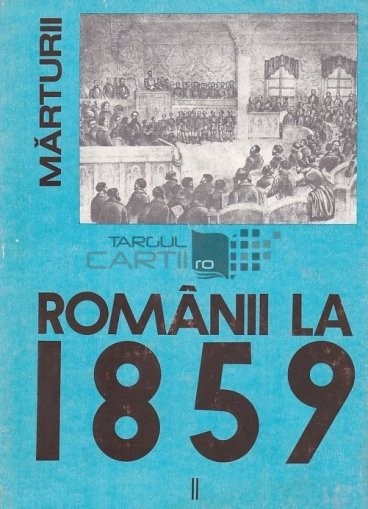 MĂRTURII
TARGUL
CARTII.ro
ROMÂNII LA
1859
II